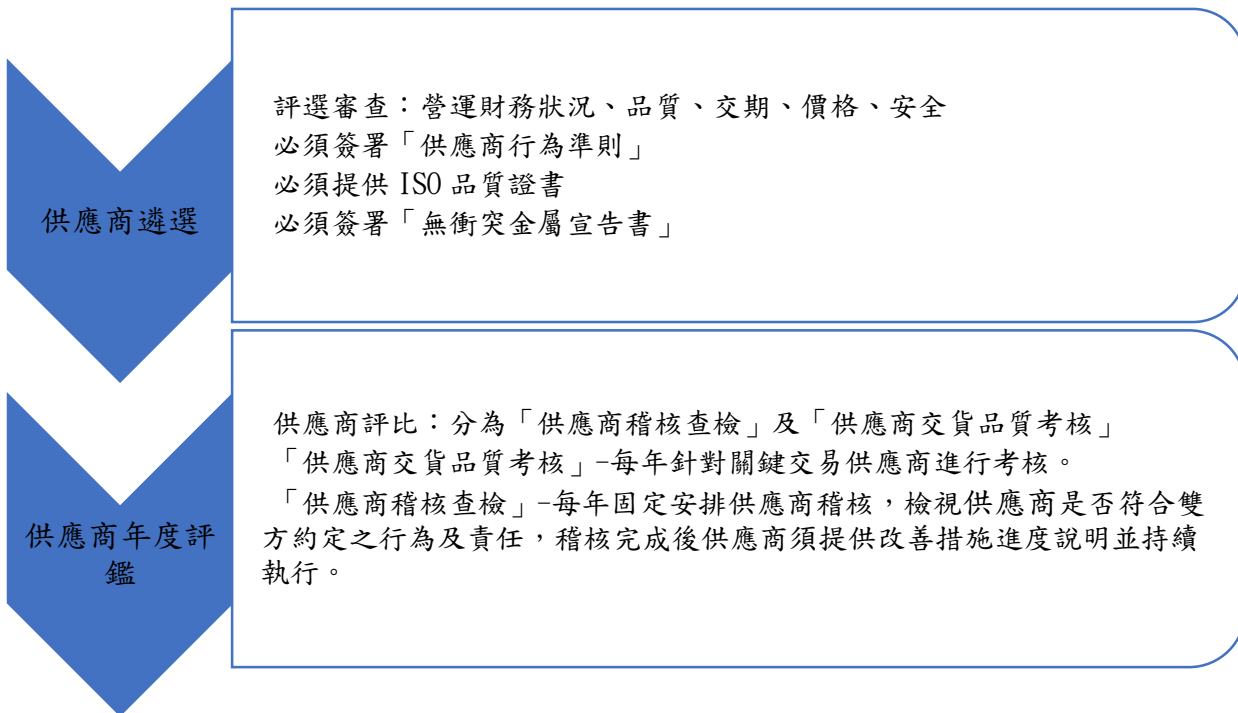 供應商遴選
評選審查：營運財務狀況、品質、交期、價格、安全
必須簽署「供應商行為準則」
必須提供 ISO 品質證書
必須簽署「無衝突金屬宣告書」
供應商年度評
鑑
供應商評比：分為「供應商稽核查檢」及「供應商交貨品質考核」
「供應商交貨品質考核」-每年針對關鍵交易供應商進行考核。
「供應商稽核查檢」-每年固定安排供應商稽核，檢視供應商是否符合雙
方約定之行為及責任，稽核完成後供應商須提供改善措施進度說明並持續
執行。